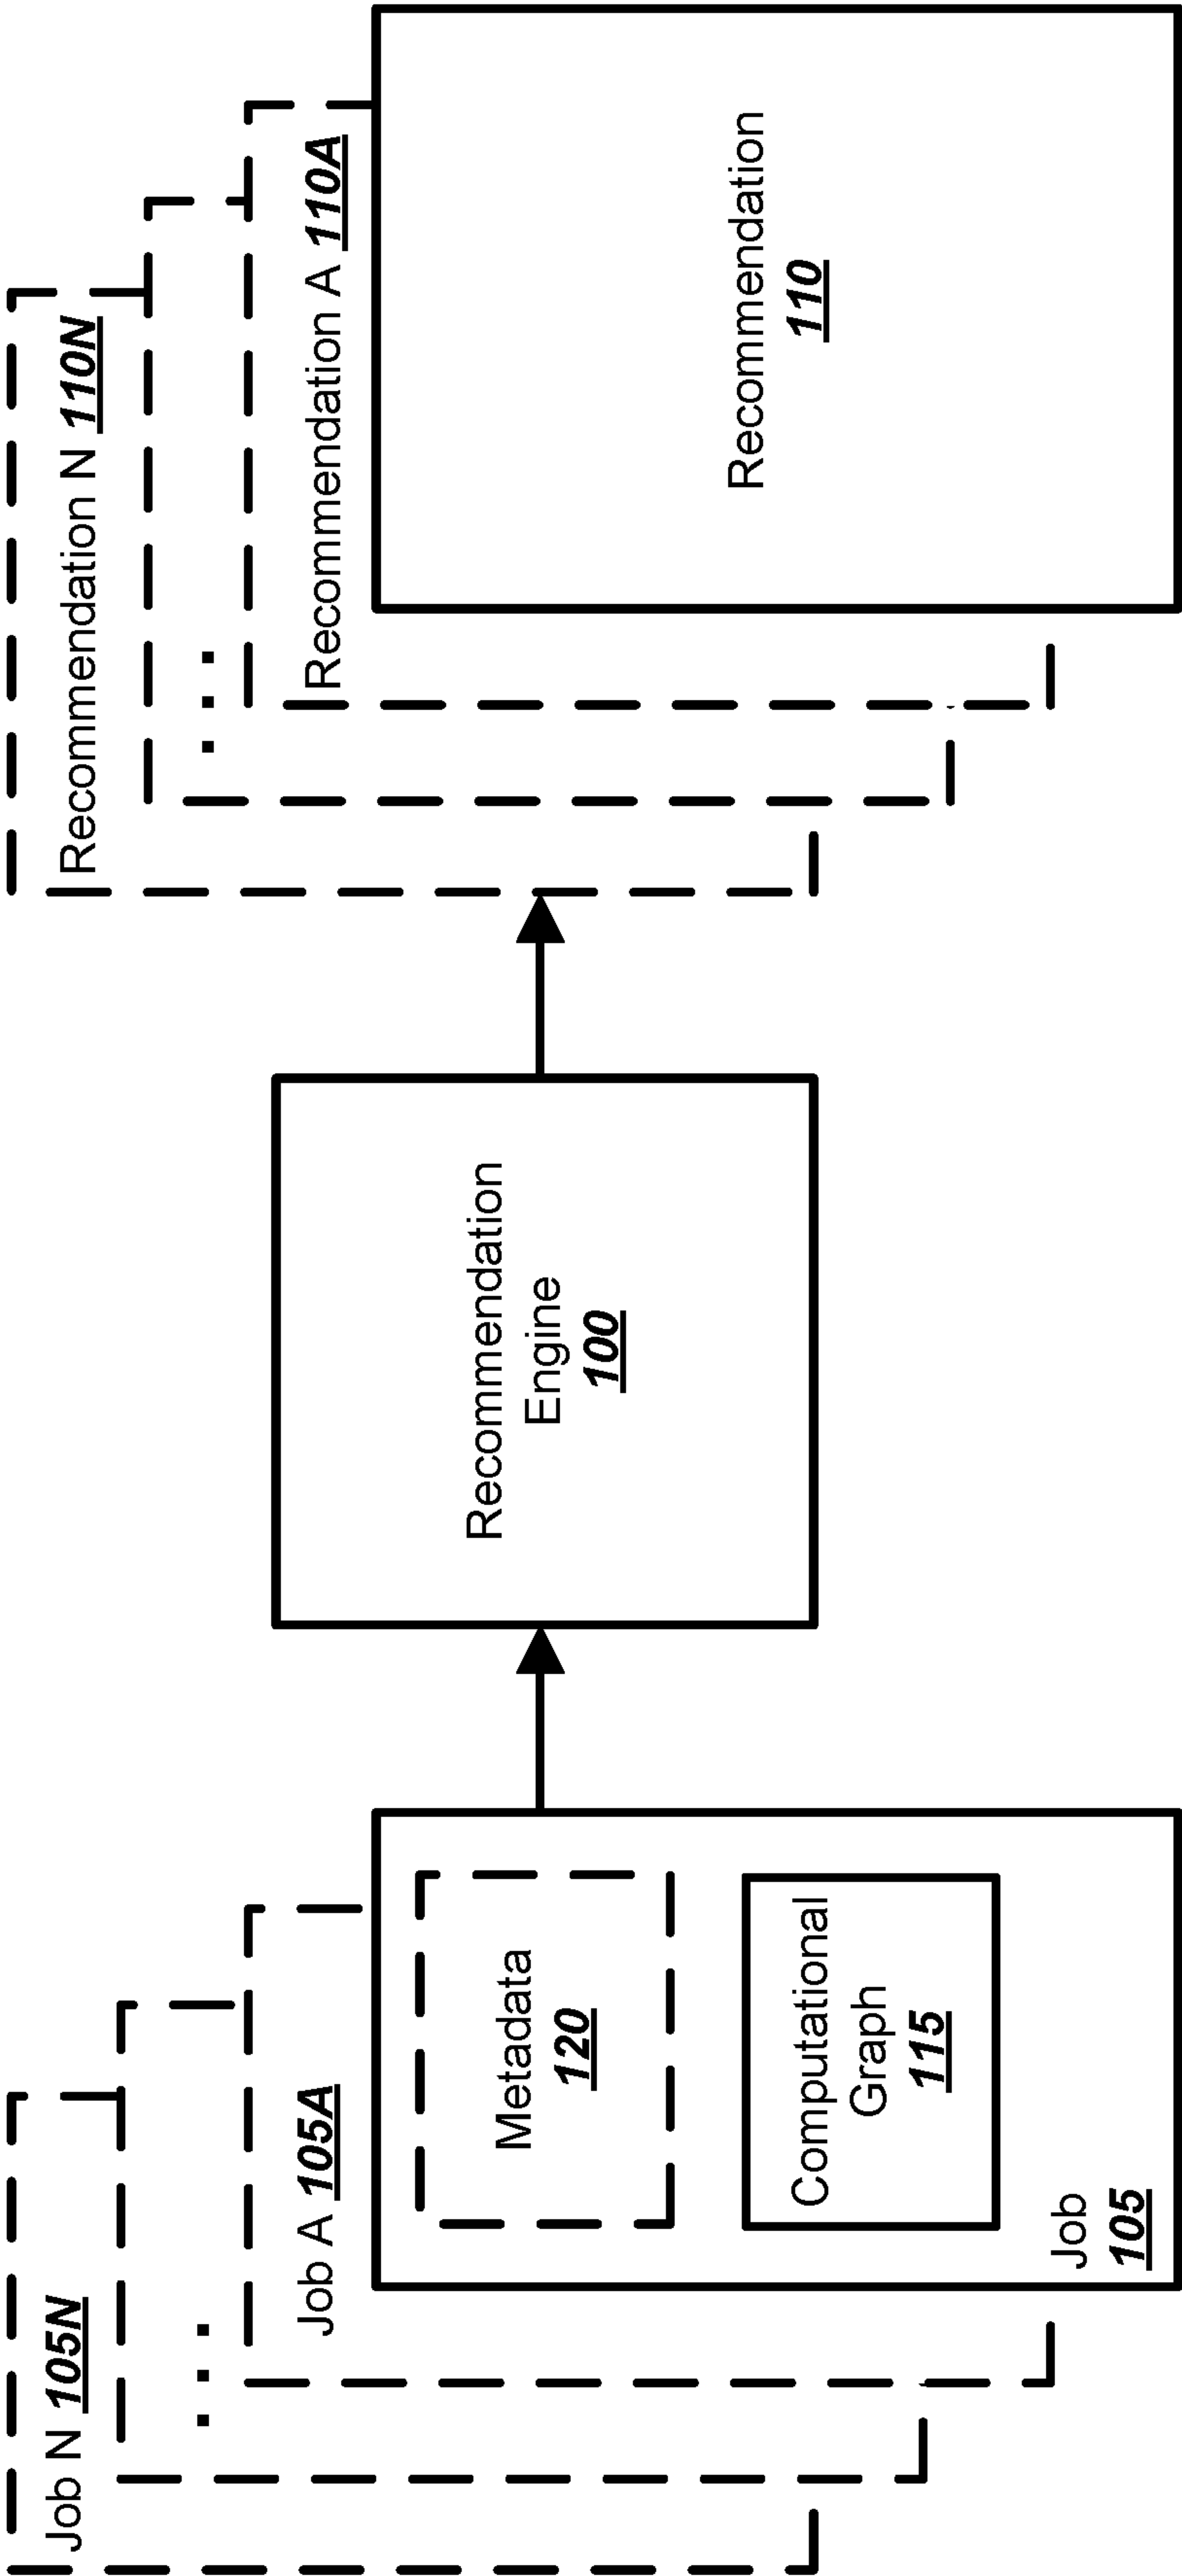 Job N 105N
...
Job A 105A
Metadata
120
Computational
Graph
115
Job
105
Recommendation
Engine
100
Recommendation N 110N
...
Recommendation A 110A
Recommendation
110